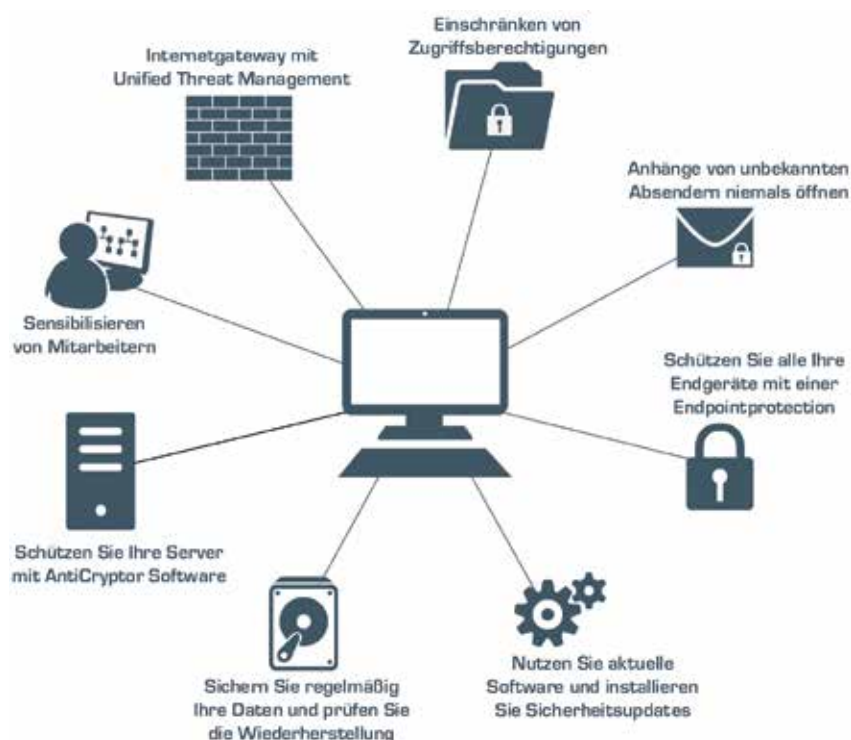 Einschränken von
Zugriffsberechtigungen
Internetgateway mit
Unified Threat Management
Anhänge von unbekannten
Absendern niemals öffnen
Sensibilisieren
von Mitarbeitern
Schützen Sie alle Ihre
Endgeräte mit einer
Endpointprotection
Schützen Sie Ihre Server
mit AntiCryptor Software
Sichern Sie regelmäßig
Ihre Daten und prüfen Sie
die Wiederherstellung
Nutzen Sie aktuelle
Software und installieren
Sie Sicherheitsupdates